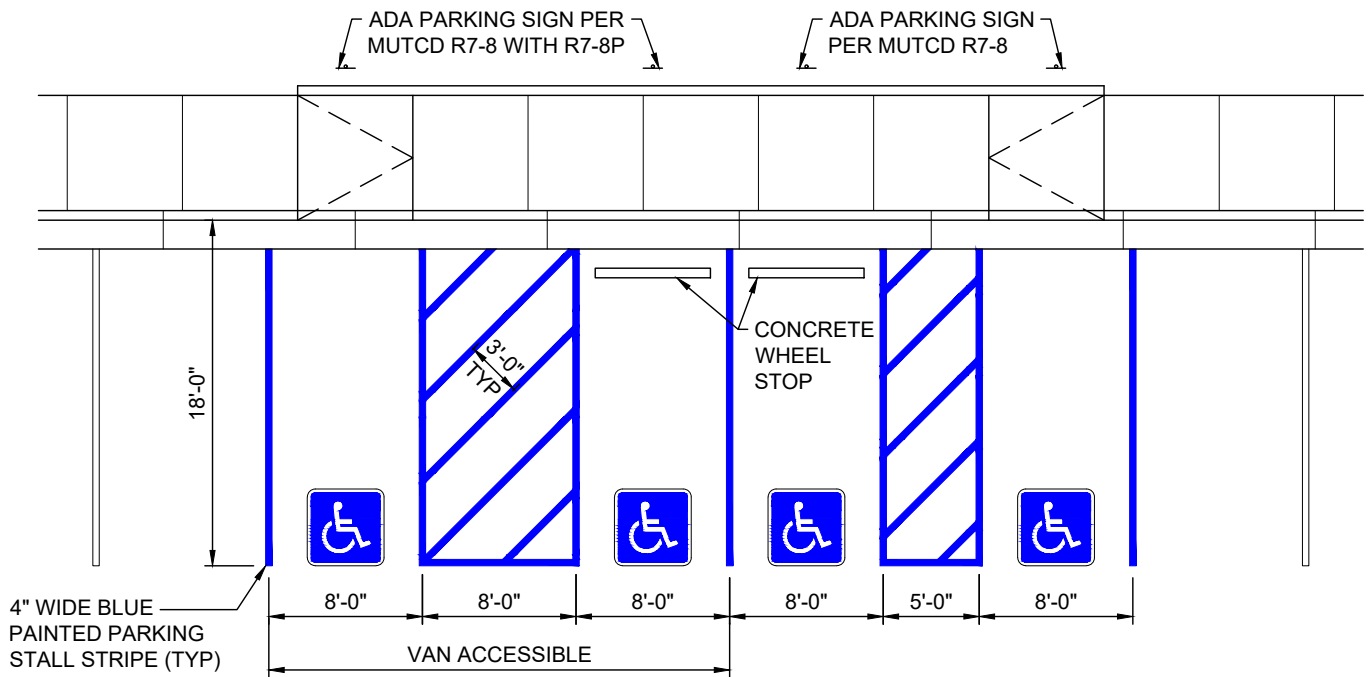 ADA PARKING SIGN PER
MUTCD R7-8 WITH R7-8P
ADA PARKING SIGN
PER MUTCD R7-8
CONCRETE
WHEEL
STOP
3'-0"
TYP
18'-0"
4" WIDE BLUE
PAINTED PARKING
STALL STRIPE (TYP)
8'-0"
8'-0"
8'-0"
8'-0"
5'-0"
8'-0"
VAN ACCESSIBLE